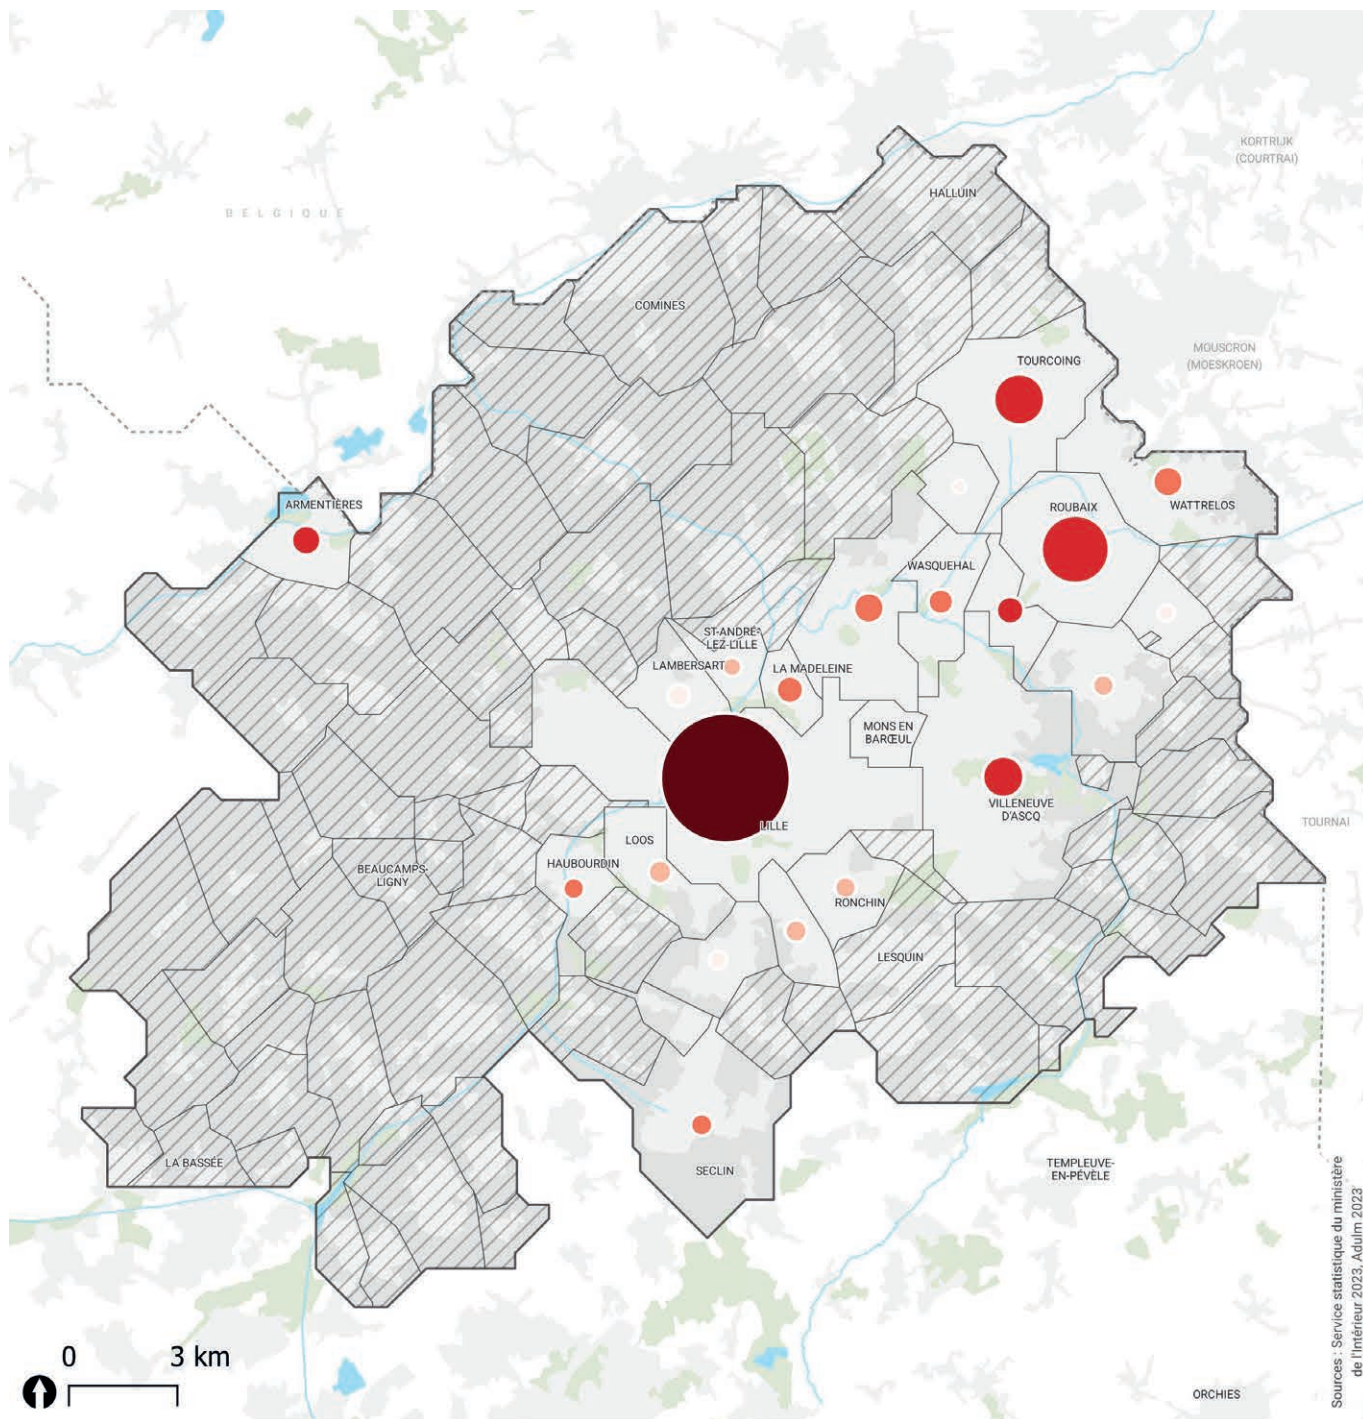 KORTRIJK
(COURTRAI)
HALLUIN
BELGIQUE
COMINES
MOUSCRON
(MOESKROEN)
TOURCOING
ARMENTIÈRES
ROUBAIX
WATTRELOS
WASQUEHAL
ST-ANDRÉ-
LEZ-LILLE
LAMBERSART
LA MADELEINE
MONS EN
BARŒUL
VILLENEUVE
D'ASCQ
LILLE
TOURNAI
LOOS
HAUBOURDIN
BEAUCAMPS-
LIGNY
RONCHIN
LESQUIN
LA BASSÉE
SECLIN
TEMPLEUVE-
EN-PÉVÈLE
ORCHIES
0 3 km
Sources : Service statistique du ministère
de l'Intérieur 2023, Adulm 2023